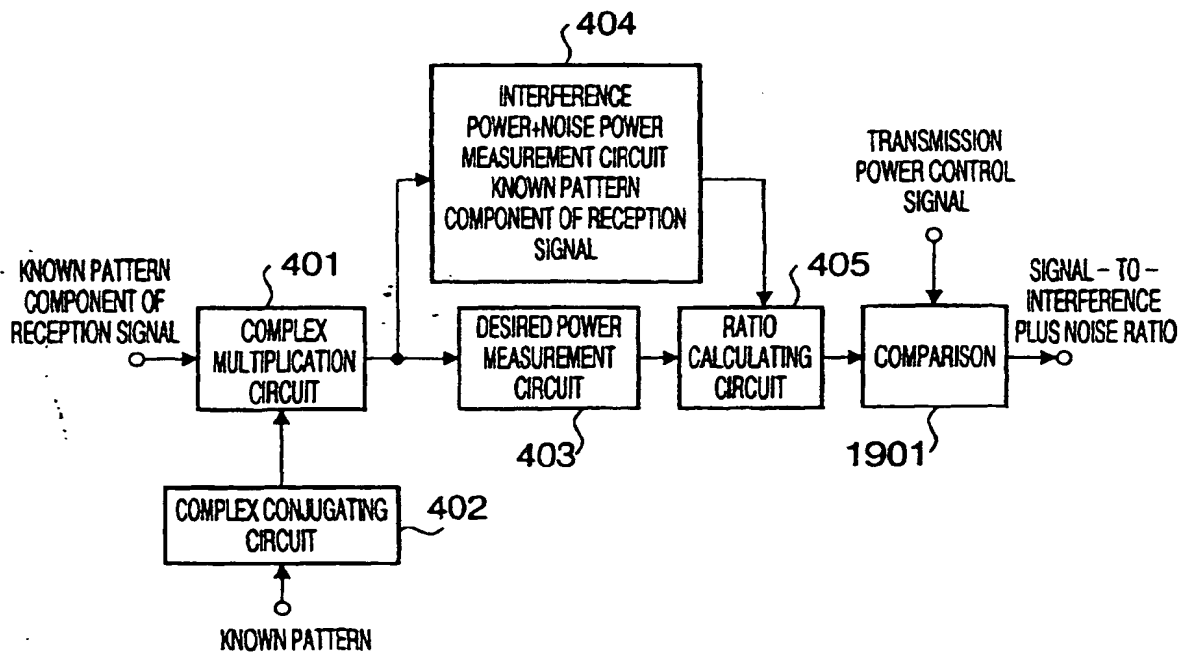 404
INTERFERENCE
POWER+NOISE POWER
MEASUREMENT CIRCUIT
KNOWN PATTERN
COMPONENT OF RECEPTION
SIGNAL
TRANSMISSION
POWER CONTROL
SIGNAL
KNOWN PATTERN
COMPONENT OF
RECEPTION SIGNAL
401
COMPLEX
MULTIPLICATION
CIRCUIT
DESIRED POWER
MEASUREMENT
CIRCUIT
403
405
RATIO
CALCULATING
CIRCUIT
COMPARISON
1901
SIGNAL - TO -
INTERFERENCE
PLUS NOISE RATIO
COMPLEX CONJUGATING
CIRCUIT
402
KNOWN PATTERN